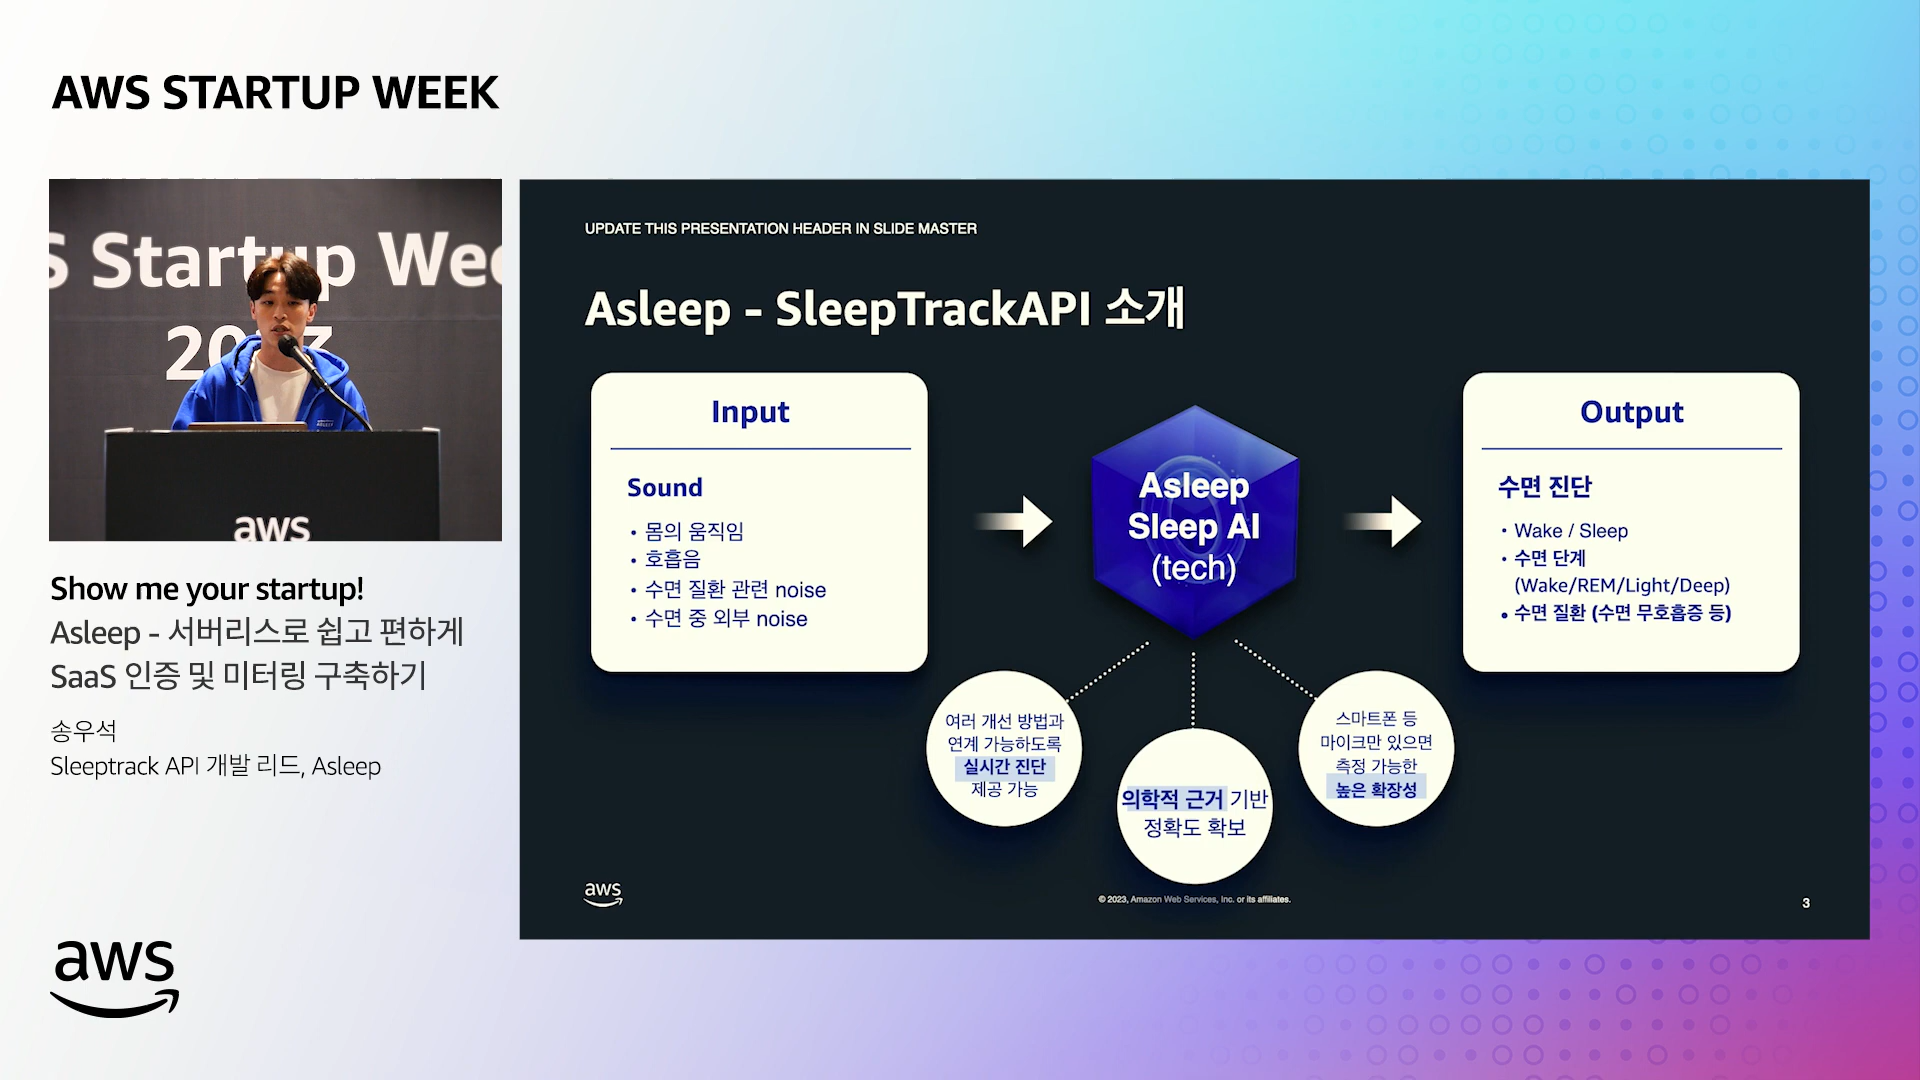 AWS STARTUP WEEK
S Startup Wee
2023
aws
Show me your startup!
Asleep - 서버리스로 쉽고 편하게
SaaS 인증 및 미터링 구축하기
송우석
Sleeptrack API 개발 리드, Asleep
aws
UPDATE THIS PRESENTATION HEADER IN SLIDE MASTER
Asleep - SleepTrackAPI 소개
Input
Sound
• 몸의 움직임
• 호흡음
• 수면 질환 관련 noise
• 수면 중 외부 noise
Asleep
Sleep AI
(tech)
Output
수면 진단
• Wake / Sleep
• 수면 단계
(Wake/REM/Light/Deep)
• 수면 질환 (수면 무호흡증 등)
여러 개선 방법과
연계 가능하도록
실시간 진단
제공 가능
의학적 근거 기반
정확도 확보
스마트폰 등
마이크만 있으면
측정 가능한
높은 확장성
aws
© 2023, Amazon Web Services, Inc. or its affiliates.
3